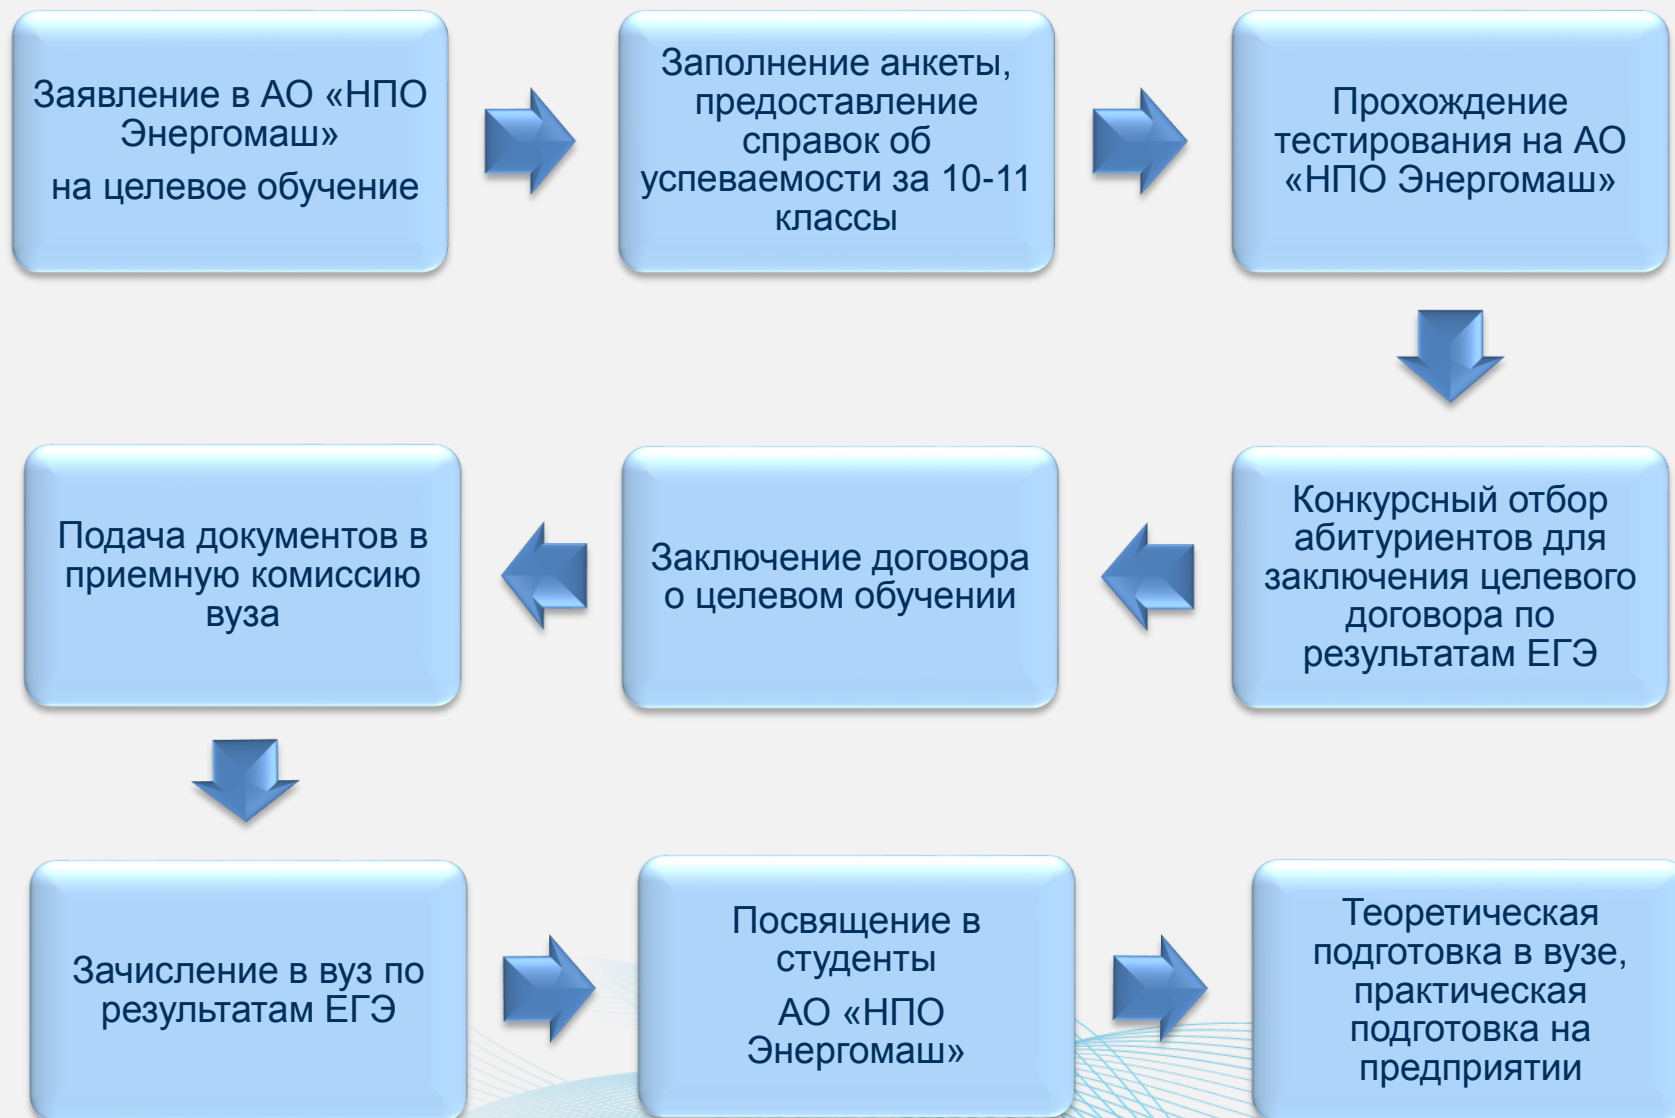 Заявление в АО «НПО
Энергомаш»
на целевое обучение
Заполнение анкеты,
предоставление
справок об
успеваемости за 10-11
классы
Прохождение
тестирования на АО
«НПО Энергомаш»
Конкурсный отбор
абитуриентов для
заключения целевого
договора по
результатам ЕГЭ
Заключение договора
о целевом обучении
Подача документов в
приемную комиссию
вуза
Зачисление в вуз по
результатам ЕГЭ
Посвящение в
студенты
АО «НПО
Энергомаш»
Теоретическая
подготовка в вузе,
практическая
подготовка на
предприятии